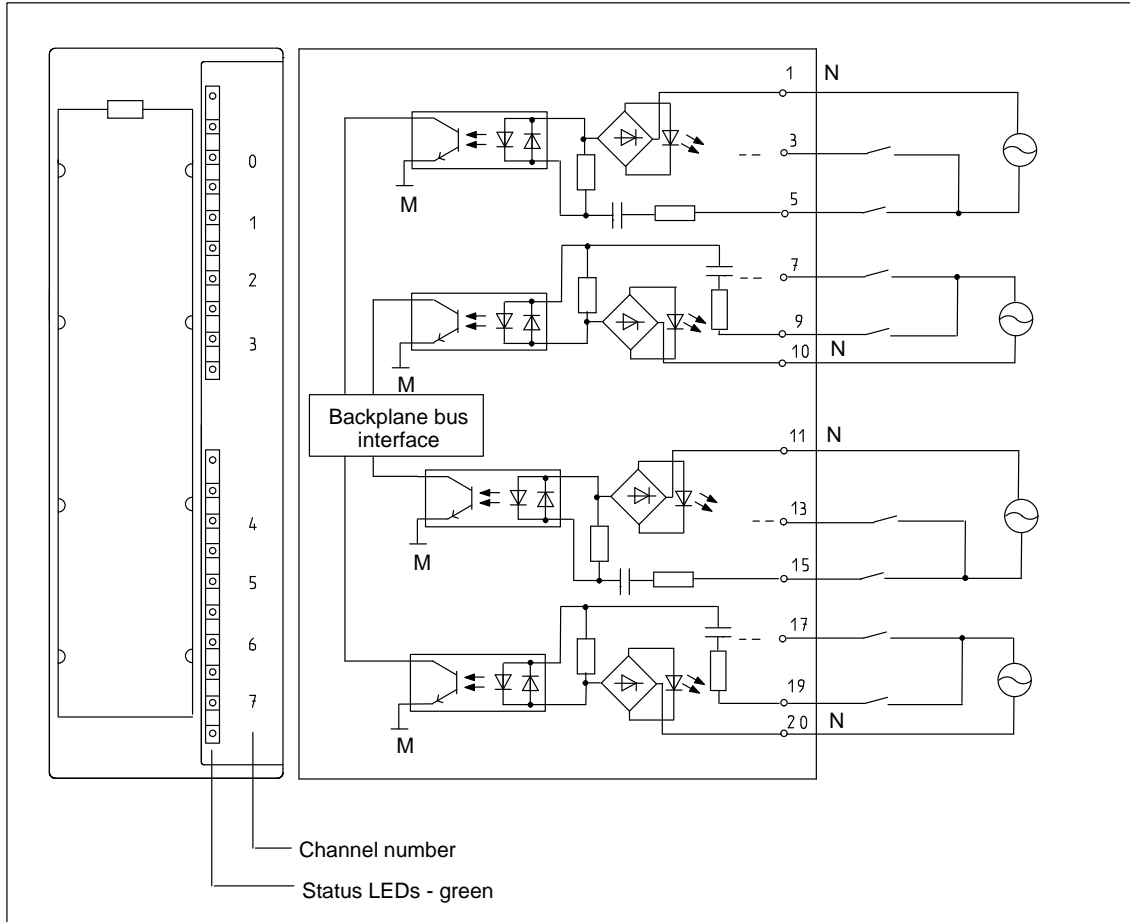 0
1
2
3
4
5
6
7
1 N
3
5
M
7
9
10 N
M
Backplane bus
interface
11 N
13
15
M
17
19
20 N
M
Channel number
Status LEDs - green